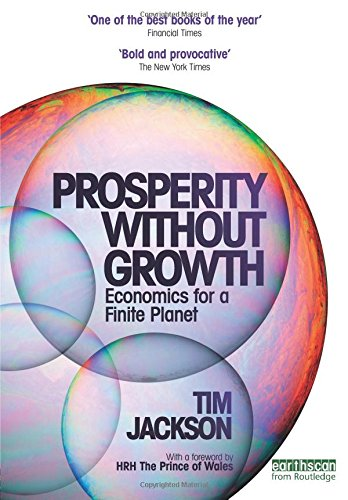 'One of the best books of the year'
Financial Times
'Bold and provocative'
The New York Times
PROSPERITY
WITHOUT
GROWTH
Economics for a
Finite Planet
TIM
JACKSON
With a foreword by
HRH The Prince of Wales
earthscan
from Routledge